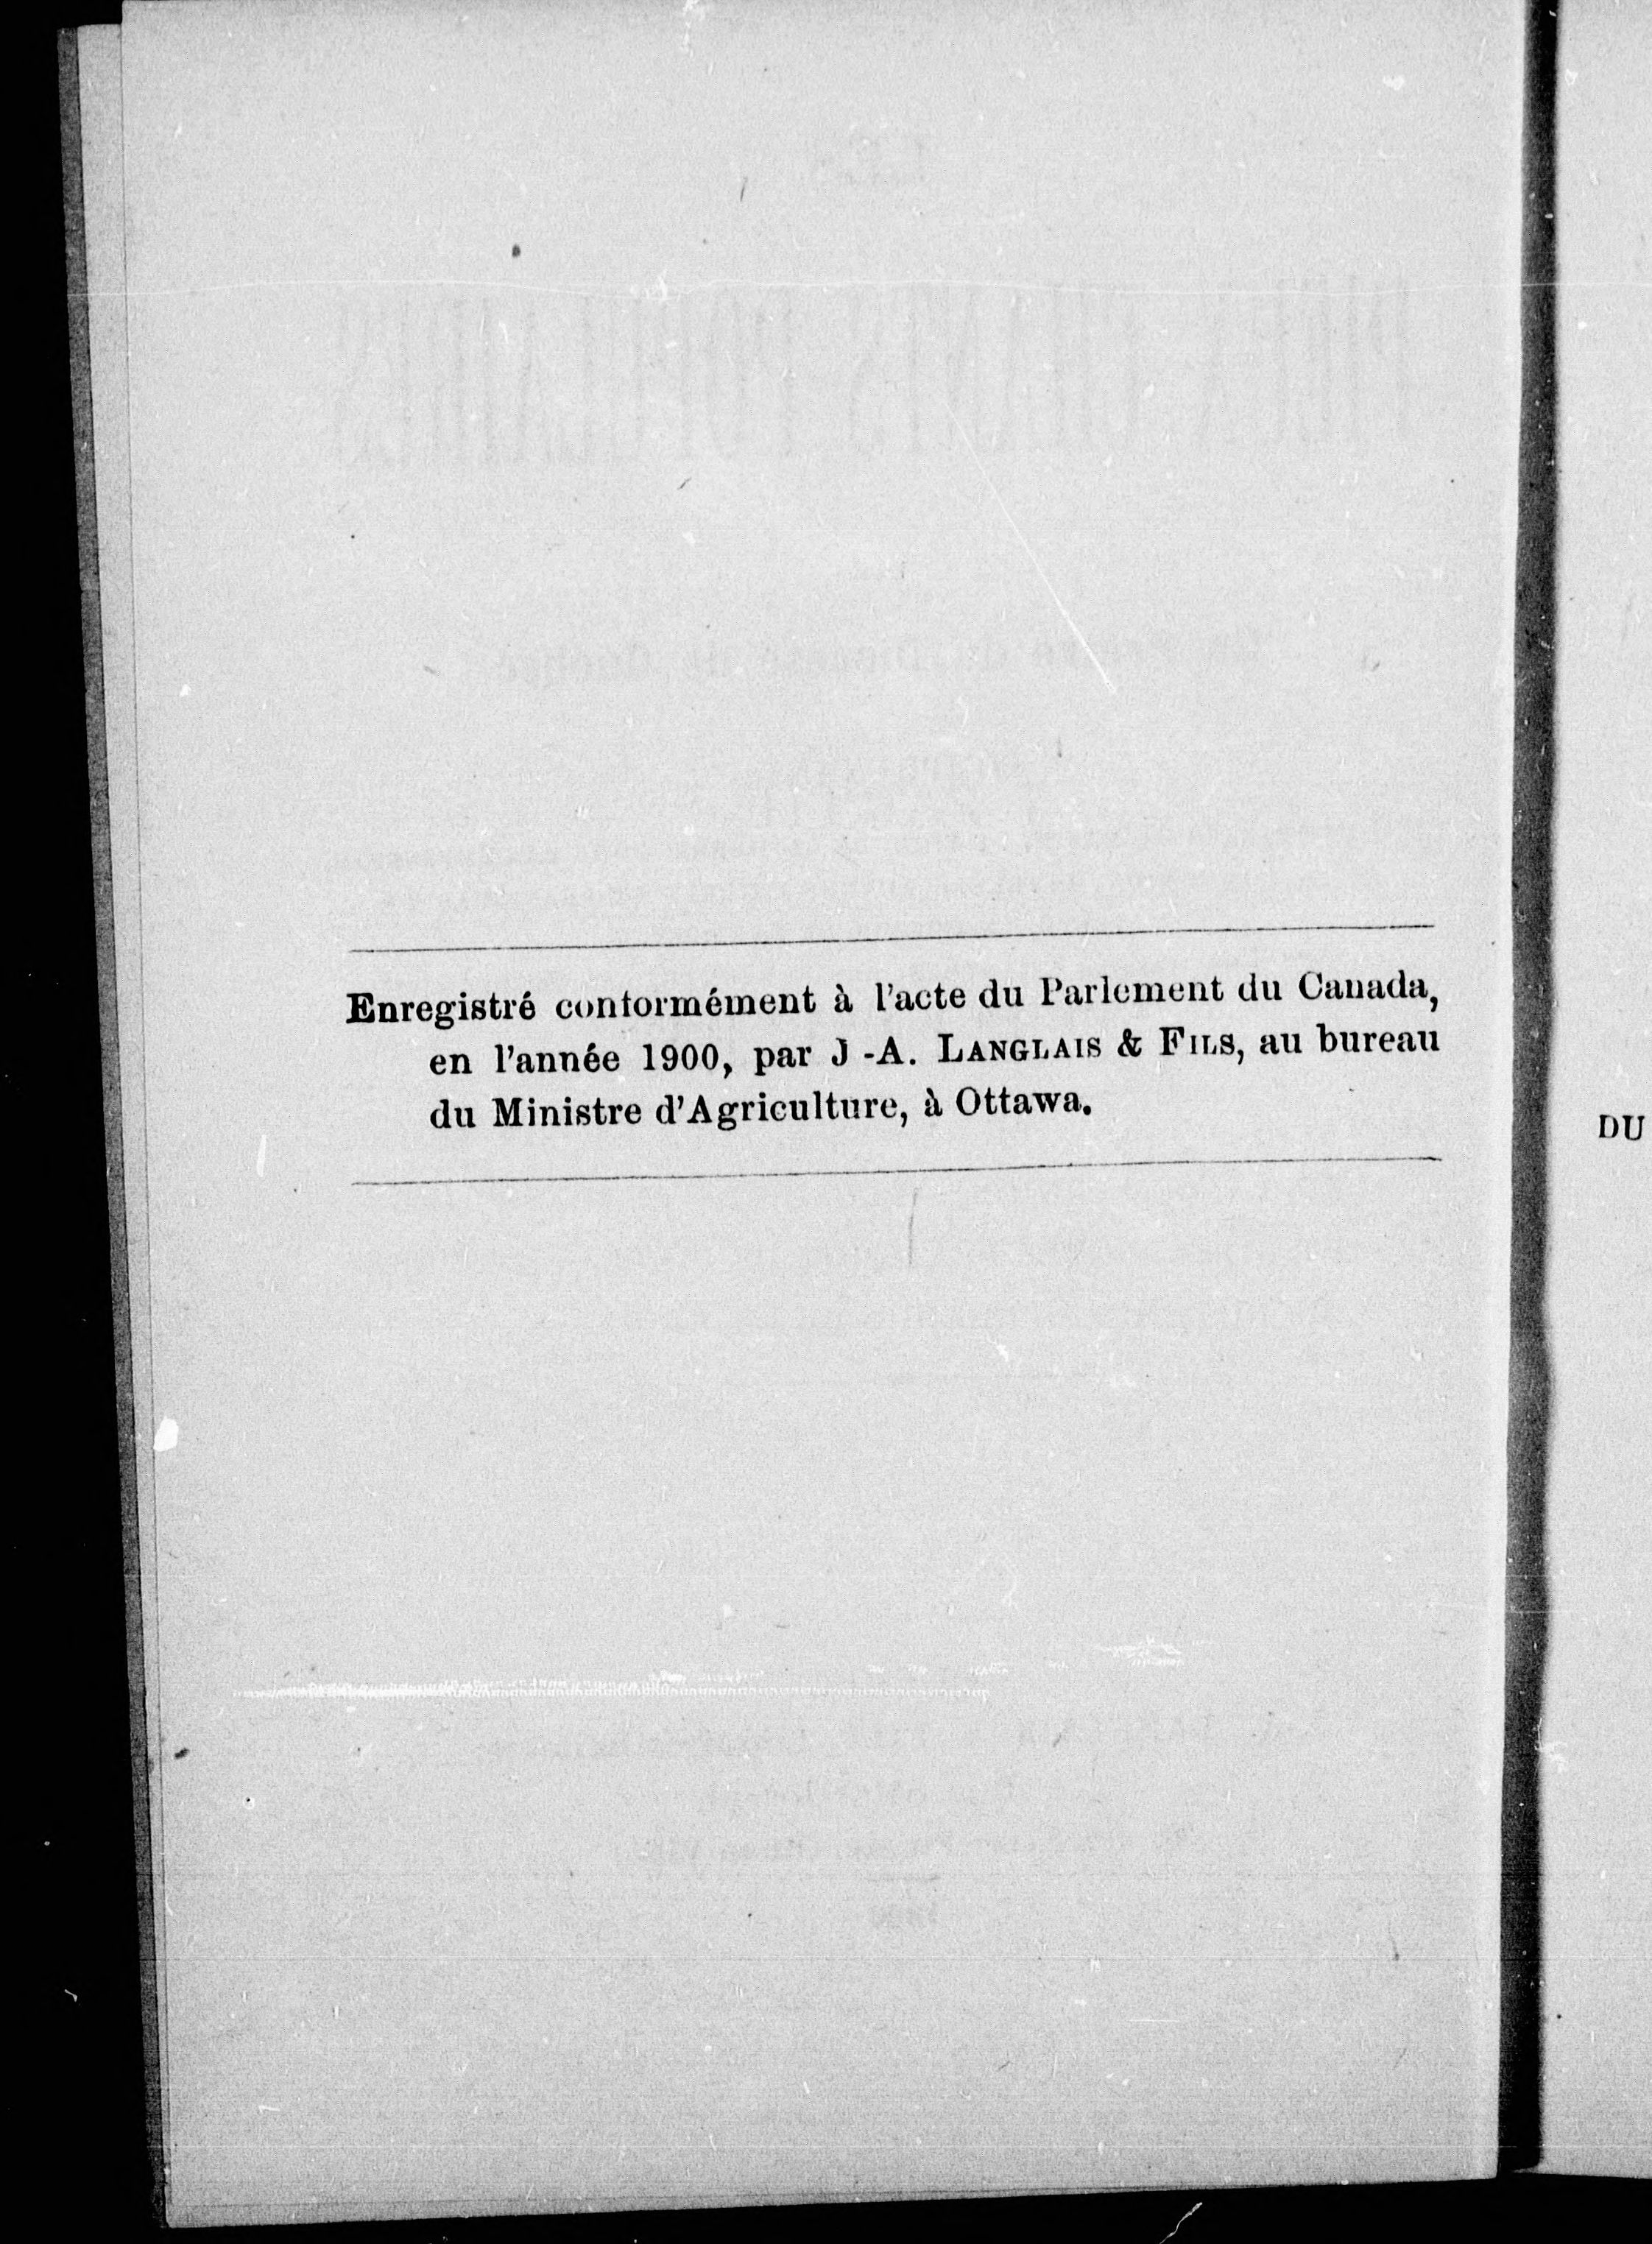 Enregistré conformément à l'acte du Parlement du Canada,
en l'année 1900, par J -A. LANGLAIS & FILS, au bureau
du Ministre d'Agriculture, à Ottawa.
DU